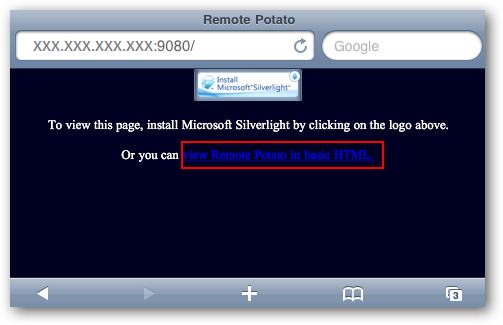 Remote Potato
XXX.XXX.XXX.XXX:9080/
Google
Install
Microsoft® Silverlight™
To view this page, install Microsoft Silverlight by clicking on the logo above.
Or you can view Remote Potato in basic HTML.
3